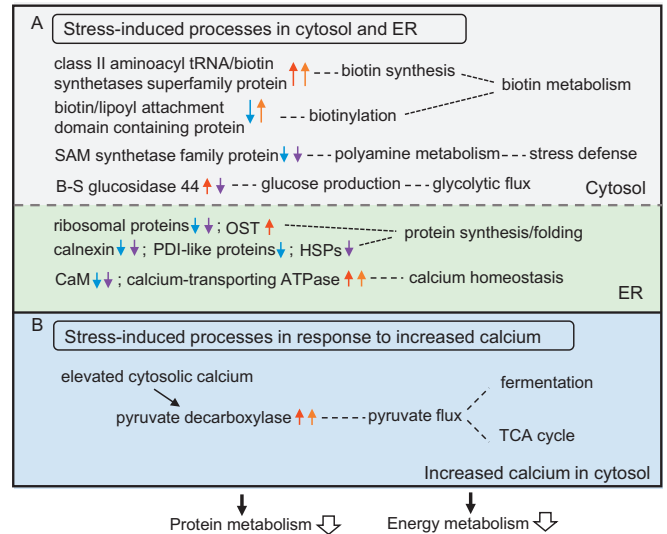 A Stress-induced processes in cytosol and ER
class II aminoacyl tRNA/biotin
synthetases superfamily protein
biotin synthesis
biotin metabolism
biotin/lipoyl attachment
domain containing protein
biotinylation
SAM synthetase family protein polyamine metabolism stress defense
B-S glucosidase 44 glucose production glycolytic flux
Cytosol
ribosomal proteins ; OST
protein synthesis/folding
calnexin ; PDI-like proteins ; HSPs
CaM ; calcium-transporting ATPase calcium homeostasis
ER
B Stress-induced processes in response to increased calcium
elevated cytosolic calcium
fermentation
pyruvate decarboxylase pyruvate flux
TCA cycle
Increased calcium in cytosol
Protein metabolism Energy metabolism